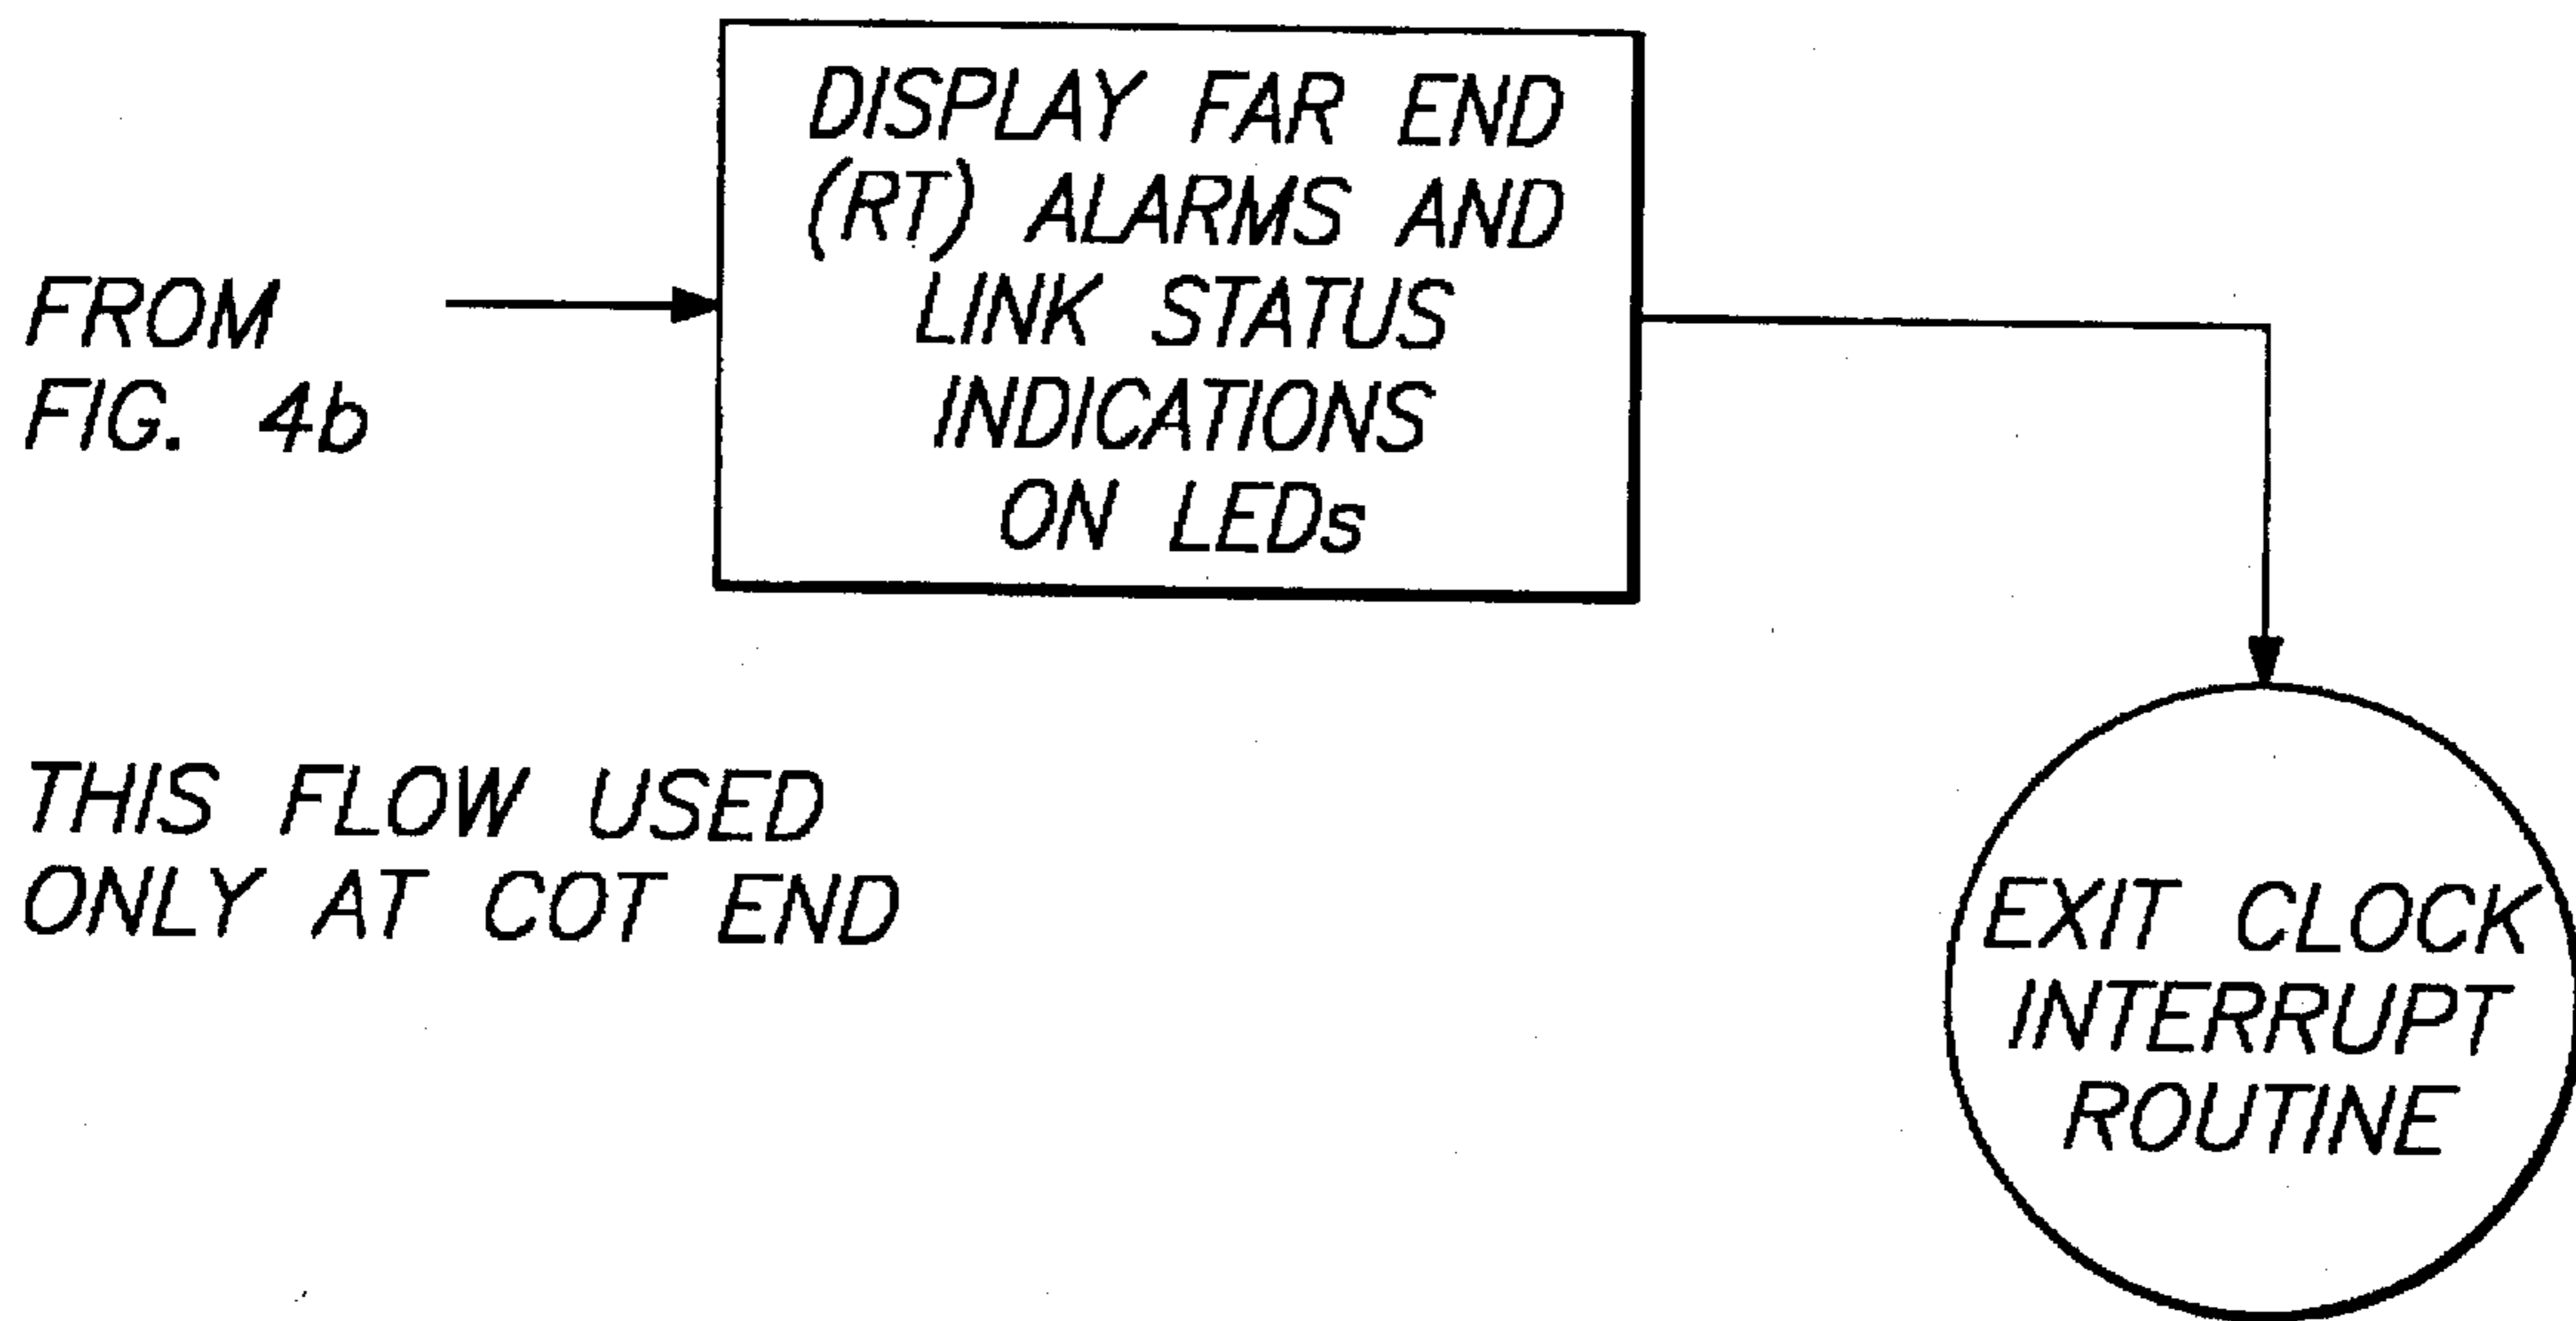 FROM
FIG. 4b
DISPLAY FAR END
(RT) ALARMS AND
LINK STATUS
INDICATIONS
ON LEDs
THIS FLOW USED
ONLY AT COT END
EXIT CLOCK
INTERRUPT
ROUTINE